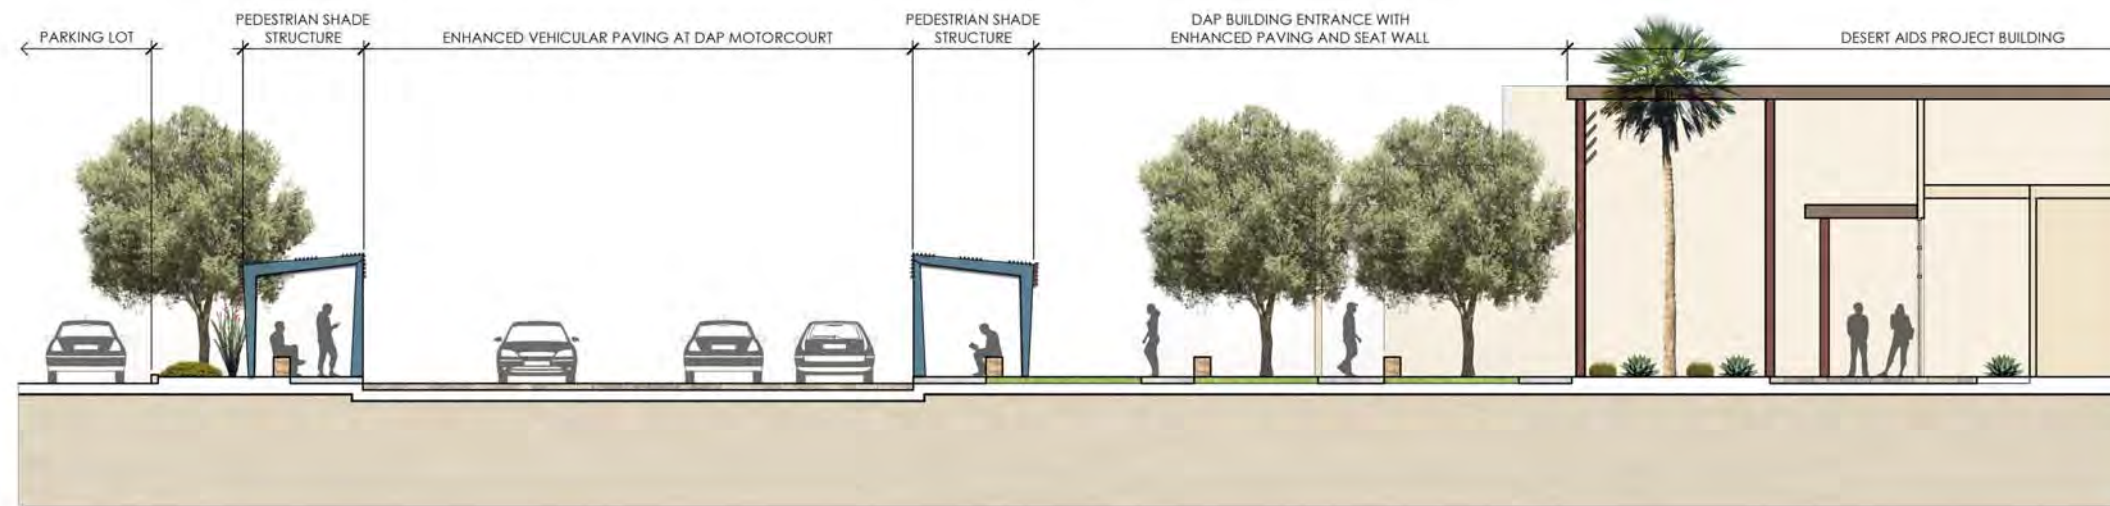 PARKING LOT
PEDESTRIAN SHADE
STRUCTURE
ENHANCED VEHICULAR PAVING AT DAP MOTORCOURT
PEDESTRIAN SHADE
STRUCTURE
DAP BUILDING ENTRANCE WITH
ENHANCED PAVING AND SEAT WALL
DESERT AIDS PROJECT BUILDING